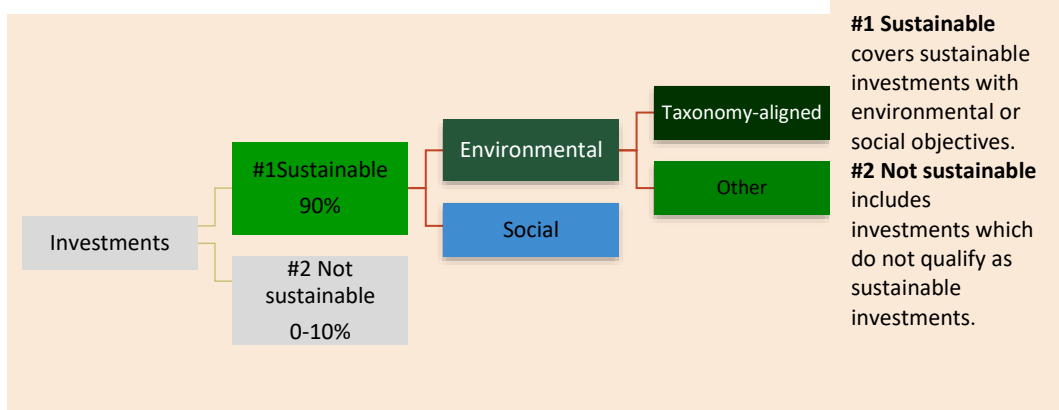 Investments
#1Sustainable
90%
#2 Not
sustainable
0-10%
Environmental
Social
Taxonomy-aligned
Other
#1 Sustainable
covers sustainable
investments with
environmental or
social objectives.
#2 Not sustainable
includes
investments which
do not qualify as
sustainable
investments.